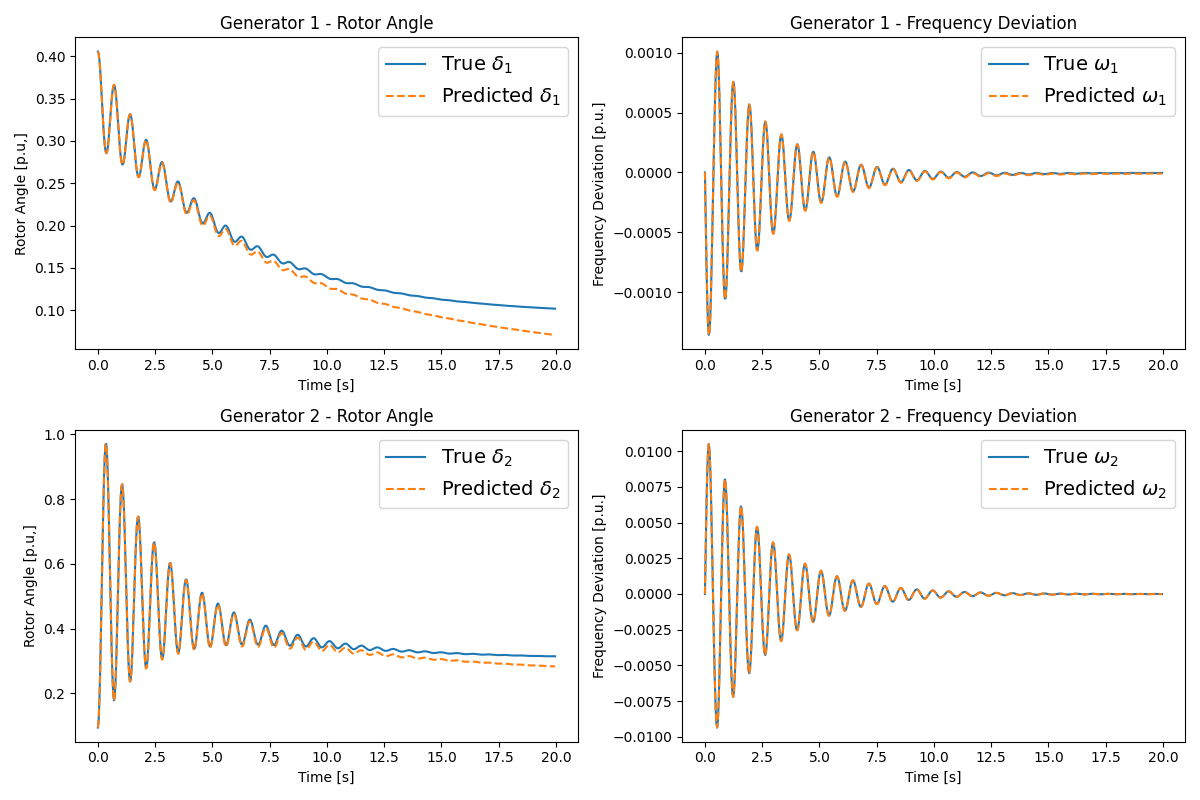 Generator 1 - Rotor Angle
Rotor Angle [p.u,]
0.40
0.35
0.30
0.25
0.20
0.15
0.10
True δ₁
Predicted δ₁
0.0 2.5 5.0 7.5 10.0 12.5 15.0 17.5 20.0
Time [s]
Generator 1 - Frequency Deviation
Frequency Deviation [p.u.]
0.0010
0.0005
0.0000
−0.0005
−0.0010
True ω₁
Predicted ω₁
0.0 2.5 5.0 7.5 10.0 12.5 15.0 17.5 20.0
Time [s]
Generator 2 - Rotor Angle
Rotor Angle [p.u,]
1.0
0.8
0.6
0.4
0.2
True δ₂
Predicted δ₂
0.0 2.5 5.0 7.5 10.0 12.5 15.0 17.5 20.0
Time [s]
Generator 2 - Frequency Deviation
Frequency Deviation [p.u.]
0.0100
0.0075
0.0050
0.0025
0.0000
−0.0025
−0.0050
−0.0075
−0.0100
True ω₂
Predicted ω₂
0.0 2.5 5.0 7.5 10.0 12.5 15.0 17.5 20.0
Time [s]